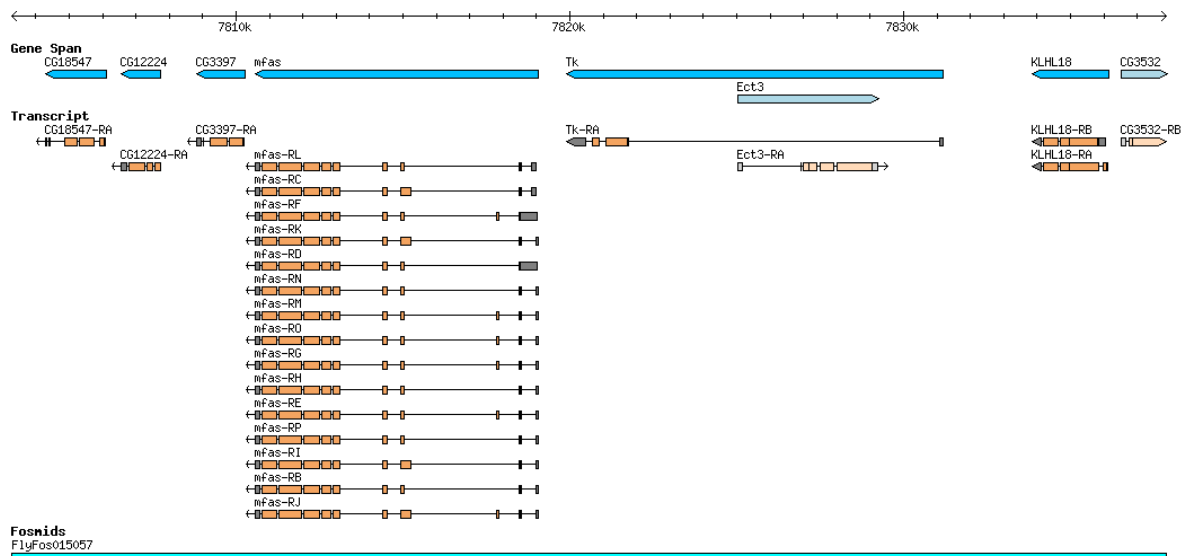 7810k 7820k 7830k
Gene Span
CG18547 CG12224 CG3397 mfas Tk KLHL18 CG3532
Ect3
Transcript
CG18547-RA CG3397-RA Tk-RA KLHL18-RB CG3532-RB
CG12224-RA mfas-RL Ect3-RA KLHL18-RA
mfas-RC
mfas-RF
mfas-RK
mfas-RD
mfas-RN
mfas-RM
mfas-RO
mfas-RG
mfas-RH
mfas-RE
mfas-RP
mfas-RI
mfas-RB
mfas-RJ
Fosmids
FlyFos015057